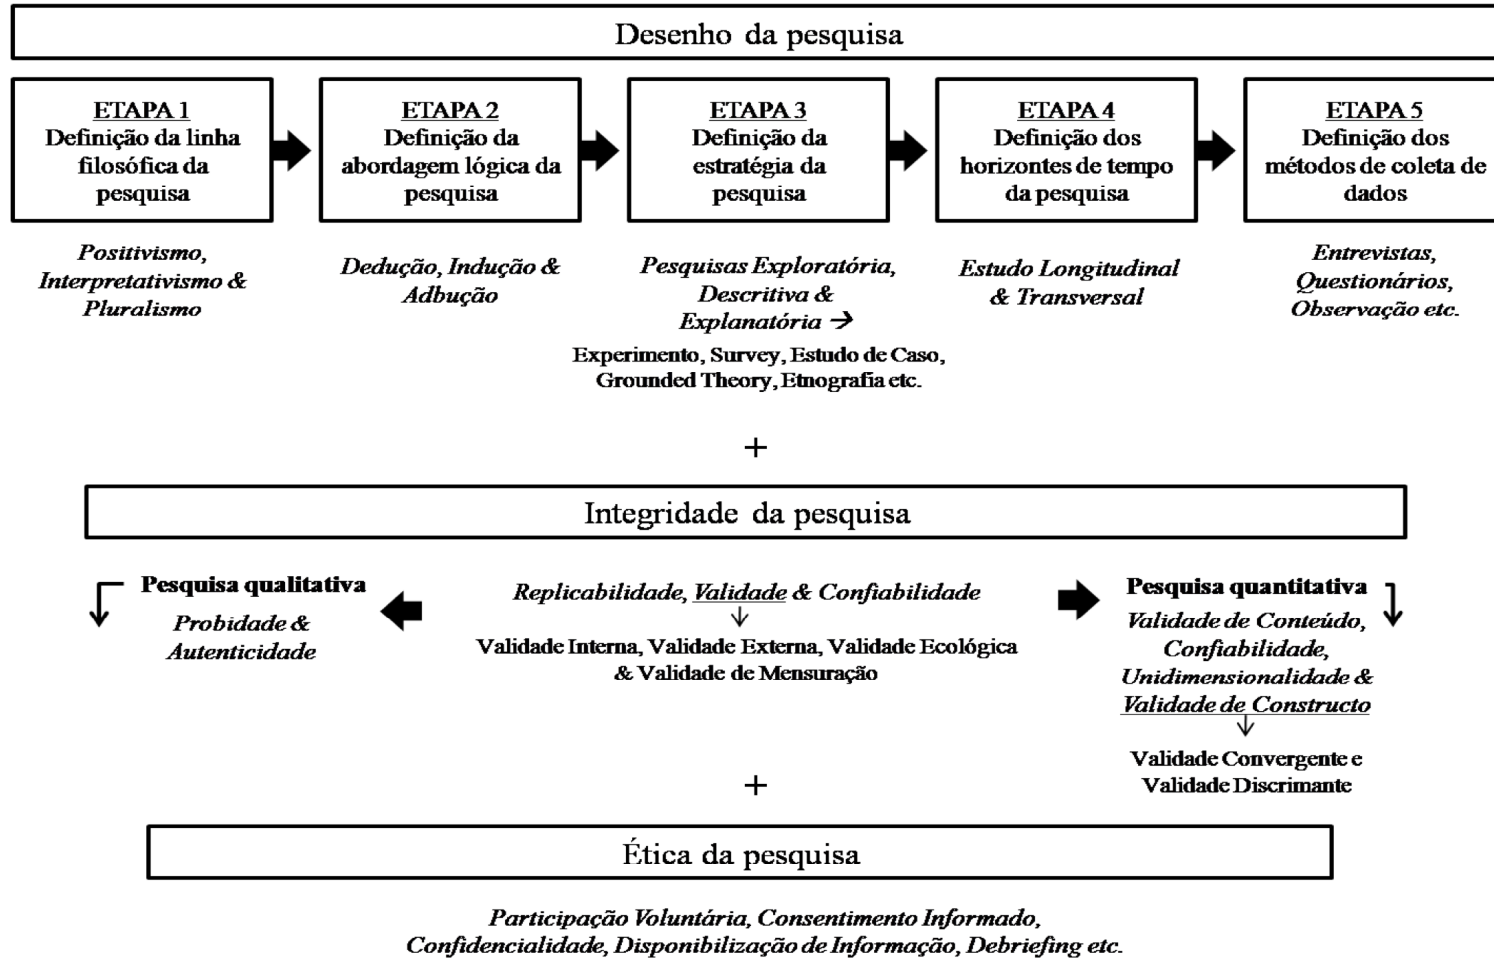 Desenho da pesquisa
ETAPA 1
Definição da linha
filosófica da
pesquisa
ETAPA 2
Definição da
abordagem lógica da
pesquisa
ETAPA 3
Definição da
estratégia da
pesquisa
ETAPA 4
Definição dos
horizontes de tempo
da pesquisa
ETAPA 5
Definição dos
métodos de coleta de
dados
Positivismo,
Interpretativismo &
Pluralismo
Dedução, Indução &
Adbução
Pesquisas Exploratória,
Descritiva &
Explanatória →
Experimento, Survey, Estudo de Caso,
Grounded Theory, Etnografia etc.
Estudo Longitudinal
& Transversal
Entrevistas,
Questionários,
Observação etc.
+
Integridade da pesquisa
Pesquisa qualitativa
Probidade &
Autenticidade
Replicabilidade, Validade & Confiabilidade
Validade Interna, Validade Externa, Validade Ecológica
& Validade de Mensuração
Pesquisa quantitativa
Validade de Conteúdo,
Confiabilidade,
Unidimensionalidade &
Validade de Constructo
Validade Convergente e
Validade Discrimante
+
Ética da pesquisa
Participação Voluntária, Consentimento Informado,
Confidencialidade, Disponibilização de Informação, Debriefing etc.